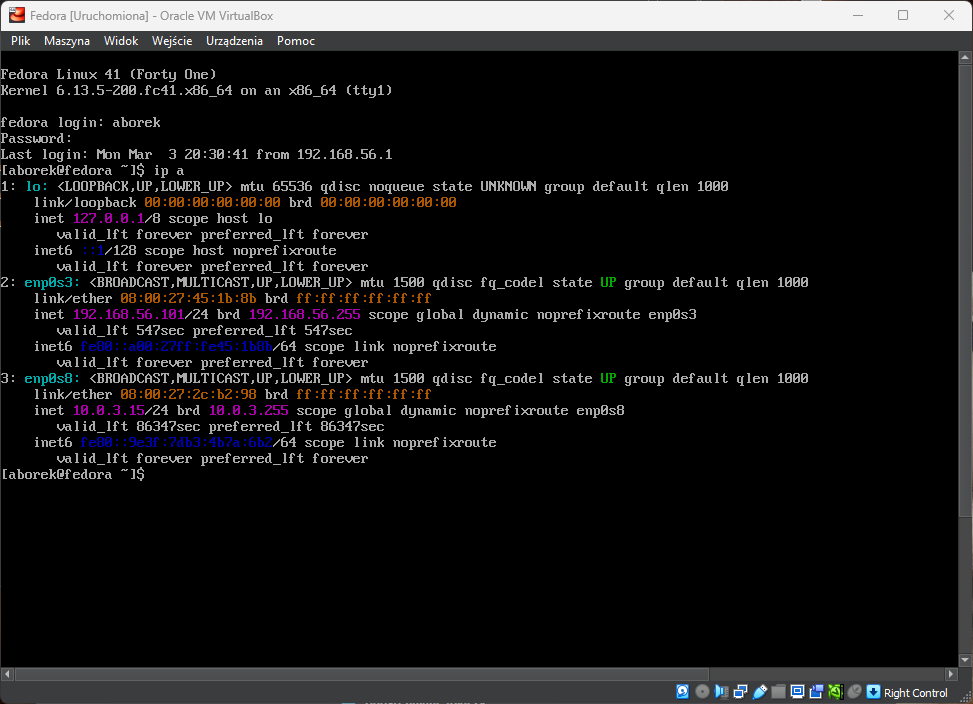 Fedora [Uruchomiona] - Oracle VM VirtualBox
Plik Maszyna Widok Wejście Urządzenia Pomoc
Fedora Linux 41 (Forty One)
Kernel 6.13.5-200.fc41.x86_64 on an x86_64 (tty1)
fedora login: aborek
Password:
Last login: Mon Mar  3 20:30:41 from 192.168.56.1
[aborek@fedora ~]$ ip a
1: lo: <LOOPBACK,UP,LOWER_UP> mtu 65536 qdisc noqueue state UNKNOWN group default qlen 1000
link/loopback 00:00:00:00:00:00 brd 00:00:00:00:00:00
inet 127.0.0.1/8 scope host lo
valid_lft forever preferred_lft forever
inet6 ::1/128 scope host noprefixroute
valid_lft forever preferred_lft forever
2: enp0s3: <BROADCAST,MULTICAST,UP,LOWER_UP> mtu 1500 qdisc fq_codel state UP group default qlen 1000
link/ether 08:00:27:45:1b:8b brd ff:ff:ff:ff:ff:ff
inet 192.168.56.101/24 brd 192.168.56.255 scope global dynamic noprefixroute enp0s3
valid_lft 547sec preferred_lft 547sec
inet6 fe80::a00:27ff:fe45:1b8b/64 scope link noprefixroute
valid_lft forever preferred_lft forever
3: enp0s8: <BROADCAST,MULTICAST,UP,LOWER_UP> mtu 1500 qdisc fq_codel state UP group default qlen 1000
link/ether 08:00:27:2c:b2:98 brd ff:ff:ff:ff:ff:ff
inet 10.0.3.15/24 brd 10.0.3.255 scope global dynamic noprefixroute enp0s8
valid_lft 86347sec preferred_lft 86347sec
inet6 fe80::9e3f:7db3:4b7a:6b2/64 scope link noprefixroute
valid_lft forever preferred_lft forever
[aborek@fedora ~]$
Right Control